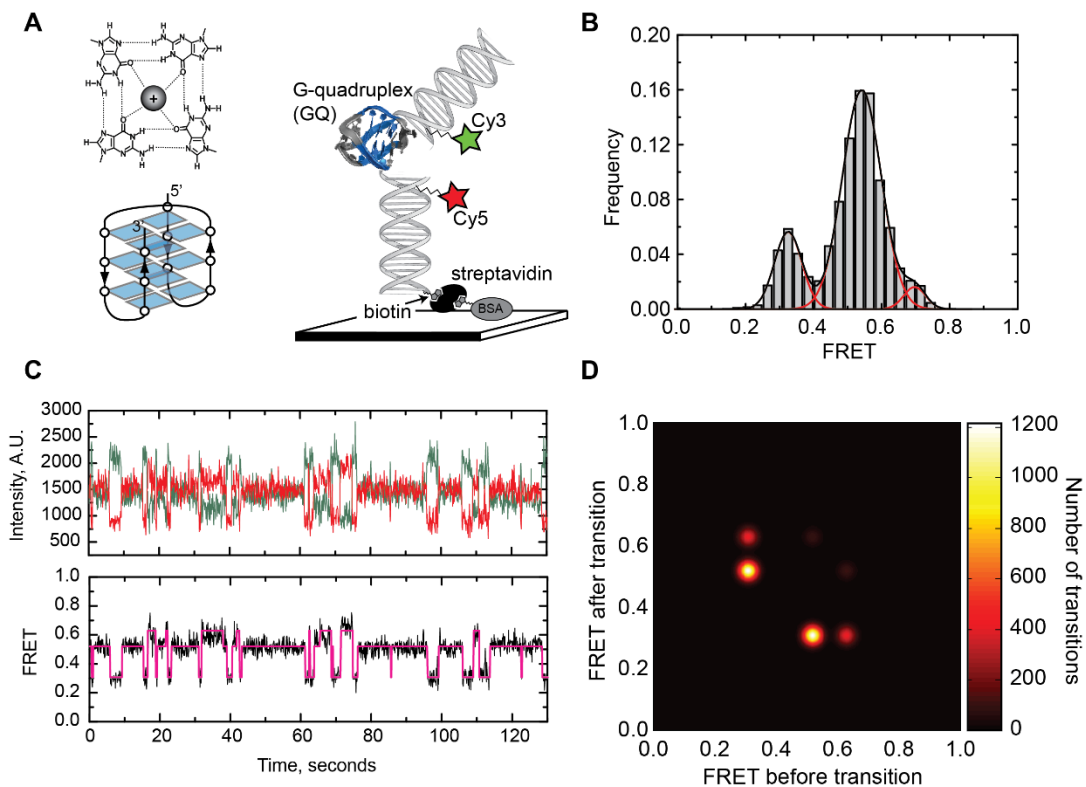 A
N
N
H
N
H
N
N
N
H
N
H
O
N
N
N
H
N
H
O
+
O
N
N
H
N
H
O
H
N
H
N
N
H
N
N
5'
3'
G-quadruplex
(GQ)
Cy3
Cy5
streptavidin
biotin
BSA
B
0.20
0.16
0.12
0.08
0.04
0.00
Frequency
0.0 0.2 0.4 0.6 0.8 1.0
FRET
C
3000
2500
2000
1500
1000
500
Intensity, A.U.
1.0
0.8
0.6
0.4
0.2
0.0
FRET
0 20 40 60 80 100 120
Time, seconds
D
1.0
0.8
0.6
0.4
0.2
0.0
FRET after transition
0.0 0.2 0.4 0.6 0.8 1.0
FRET before transition
1200
1000
800
600
400
200
0
Number of transitions